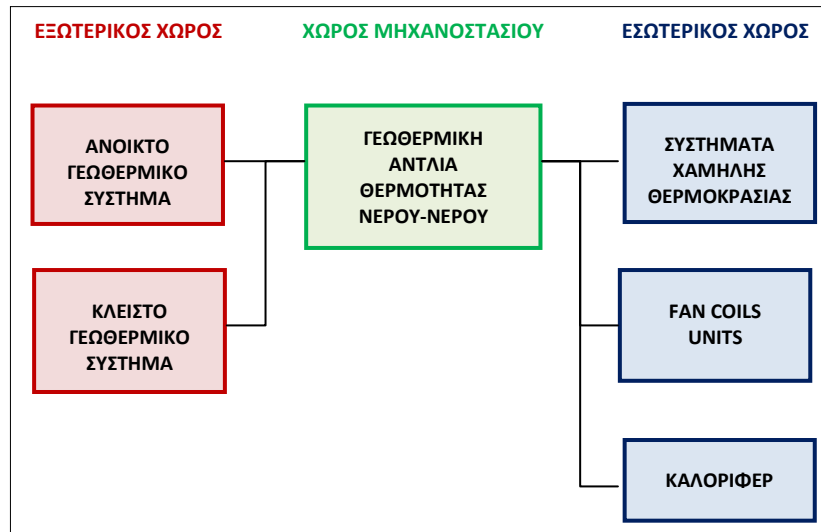 ΕΞΩΤΕΡΙΚΟΣ ΧΩΡΟΣ
ΧΩΡΟΣ ΜΗΧΑΝΟΣΤΑΣΙΟΥ
ΕΣΩΤΕΡΙΚΟΣ ΧΩΡΟΣ
ΑΝΟΙΚΤΟ
ΓΕΩΘΕΡΜΙΚΟ
ΣΥΣΤΗΜΑ
ΚΛΕΙΣΤΟ
ΓΕΩΘΕΡΜΙΚΟ
ΣΥΣΤΗΜΑ
ΓΕΩΘΕΡΜΙΚΗ
ΑΝΤΛΙΑ
ΘΕΡΜΟΤΗΤΑΣ
ΝΕΡΟΥ-ΝΕΡΟΥ
ΣΥΣΤΗΜΑΤΑ
ΧΑΜΗΛΗΣ
ΘΕΡΜΟΚΡΑΣΙΑΣ
FAN COILS
UNITS
ΚΑΛΟΡΙΦΕΡ